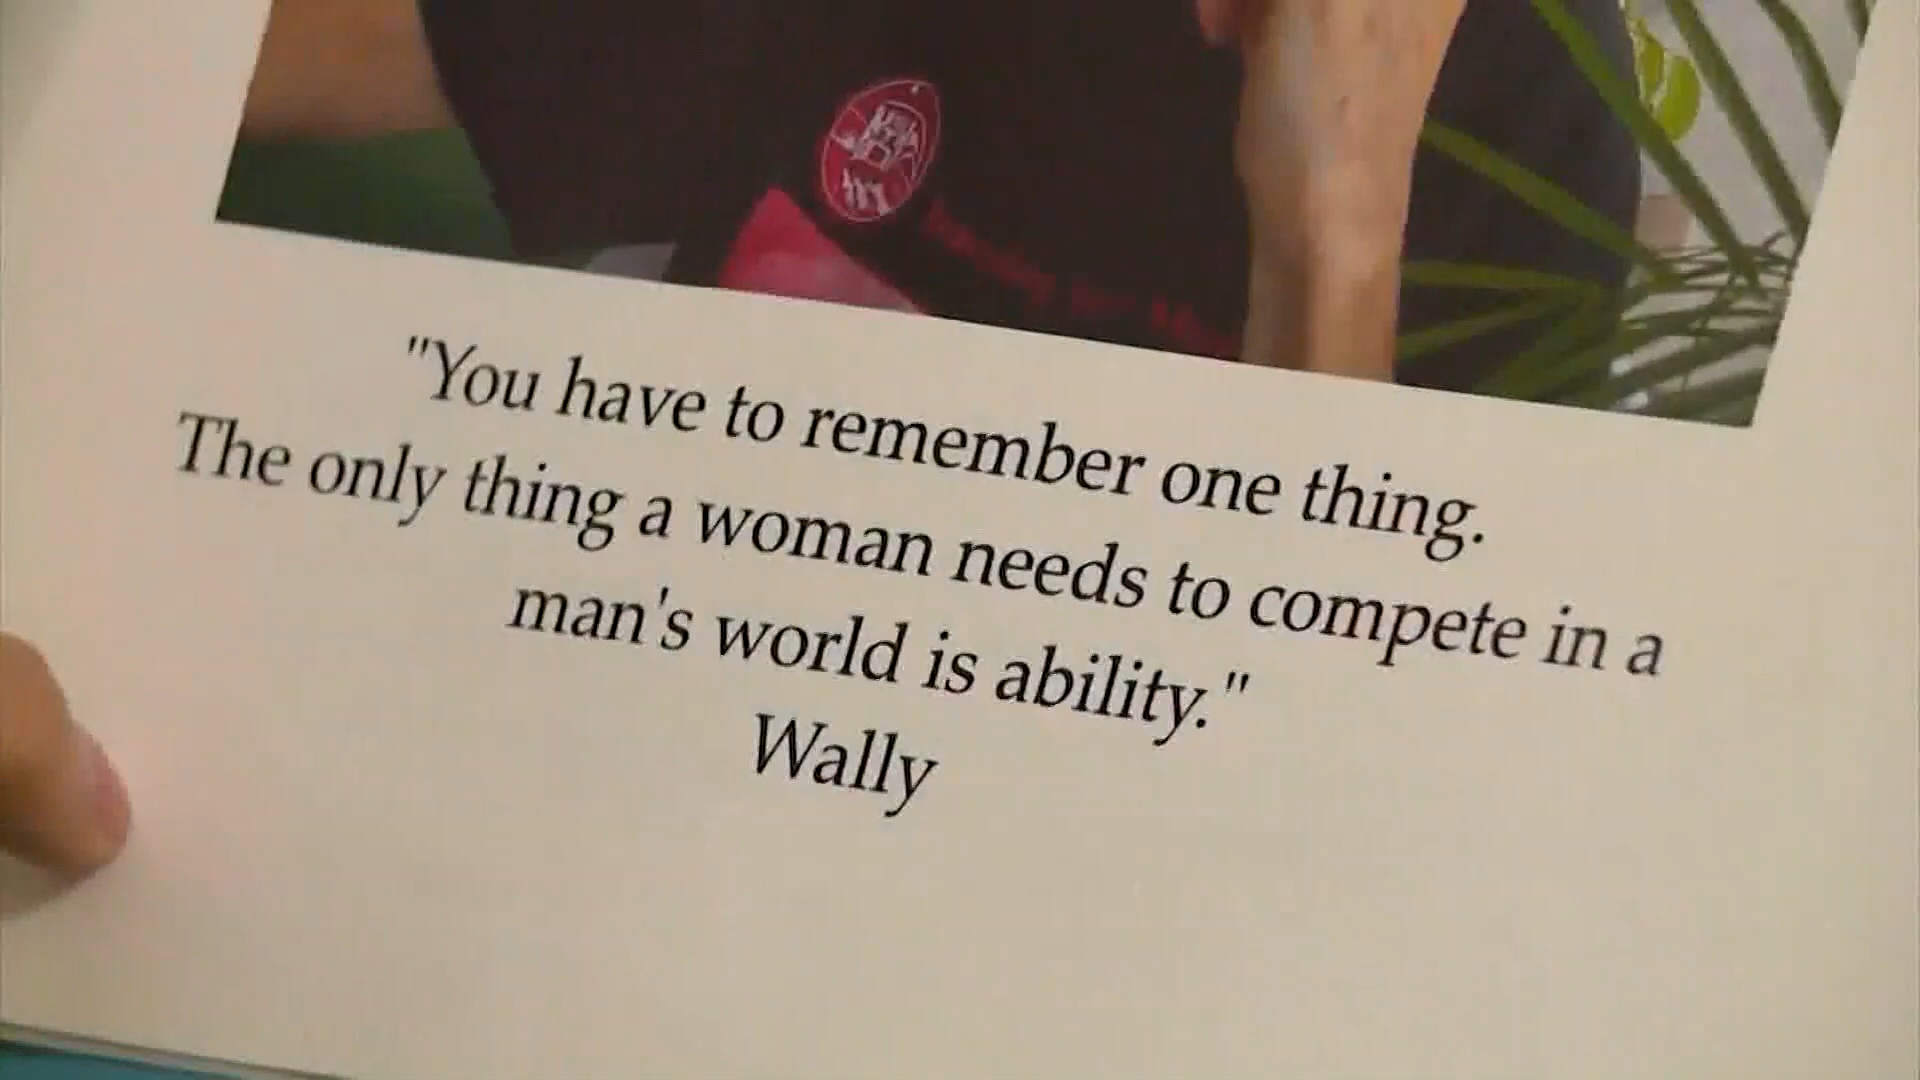 "You have to remember one thing.
The only thing a woman needs to compete in a
man's world is ability."
Wally